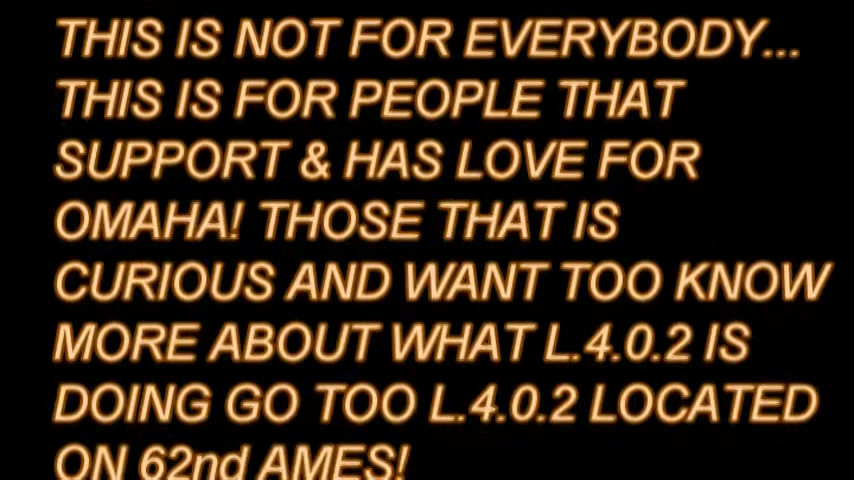 THIS IS NOT FOR EVERYBODY...
THIS IS FOR PEOPLE THAT
SUPPORT & HAS LOVE FOR
OMAHA! THOSE THAT IS
CURIOUS AND WANT TOO KNOW
MORE ABOUT WHAT L.4.0.2 IS
DOING GO TOO L.4.0.2 LOCATED
ON 62nd AMES!